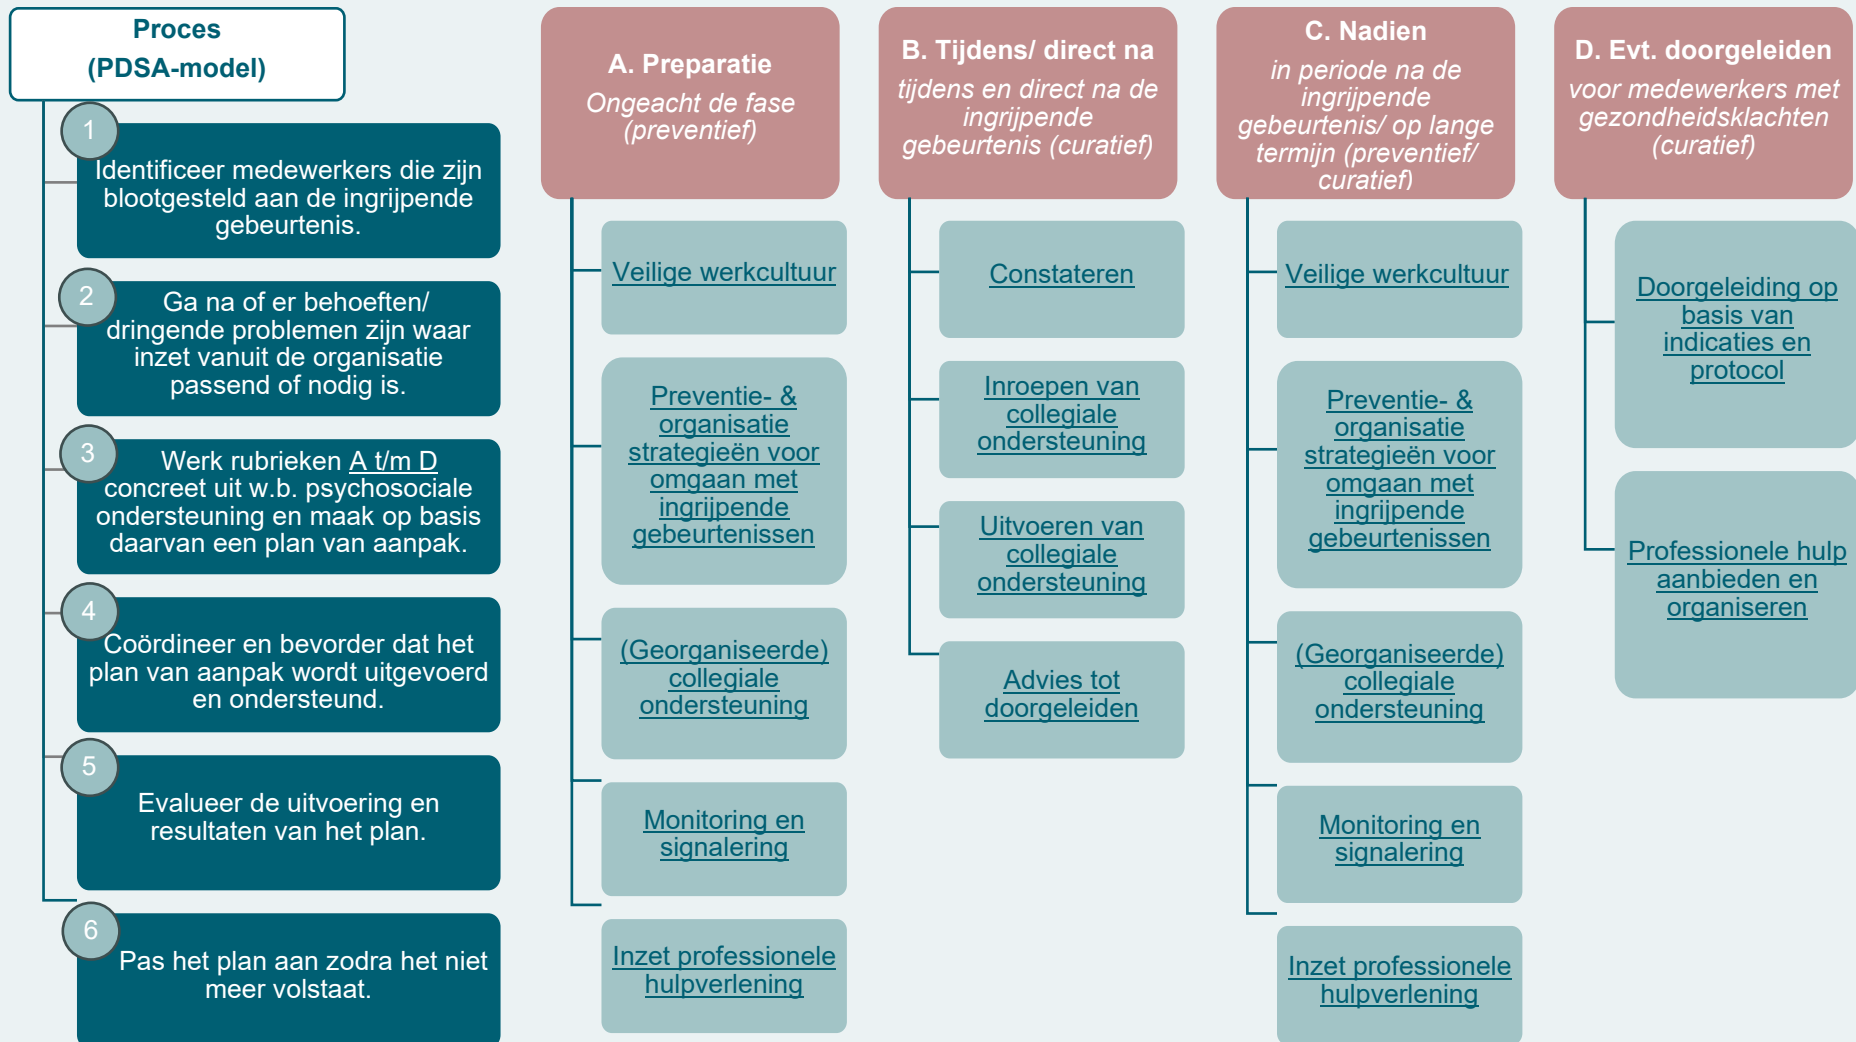 Proces
(PDSA-model)
1
Identificeer medewerkers die zijn
blootgesteld aan de ingrijpende
gebeurtenis.
2
Ga na of er behoeften/
dringende problemen zijn waar
inzet vanuit de organisatie
passend of nodig is.
3
Werk rubrieken A t/m D
concreet uit w.b. psychosociale
ondersteuning en maak op basis
daarvan een plan van aanpak.
4
Coördineer en bevorder dat het
plan van aanpak wordt uitgevoerd
en ondersteund.
5
Evalueer de uitvoering en
resultaten van het plan.
6
Pas het plan aan zodra het niet
meer volstaat.
A. Preparatie
Ongeacht de fase
(preventief)
Veilige werkcultuur
Preventie- &
organisatie
strategieën voor
omgaan met
ingrijpende
gebeurtenissen
(Georganiseerde)
collegiale
ondersteuning
Monitoring en
signalering
Inzet professionele
hulpverlening
B. Tijdens/ direct na
tijdens en direct na de
ingrijpende
gebeurtenis (curatief)
Constateren
Inroepen van
collegiale
ondersteuning
Uitvoeren van
collegiale
ondersteuning
Advies tot
doorgeleiden
C. Nadien
in periode na de
ingrijpende
gebeurtenis/ op lange
termijn (preventief/
curatief)
Veilige werkcultuur
Preventie- &
organisatie
strategieën voor
omgaan met
ingrijpende
gebeurtenissen
(Georganiseerde)
collegiale
ondersteuning
Monitoring en
signalering
Inzet professionele
hulpverlening
D. Evt. doorgeleiden
voor medewerkers met
gezondheidsklachten
(curatief)
Doorgeleiding op
basis van
indicaties en
protocol
Professionele hulp
aanbieden en
organiseren